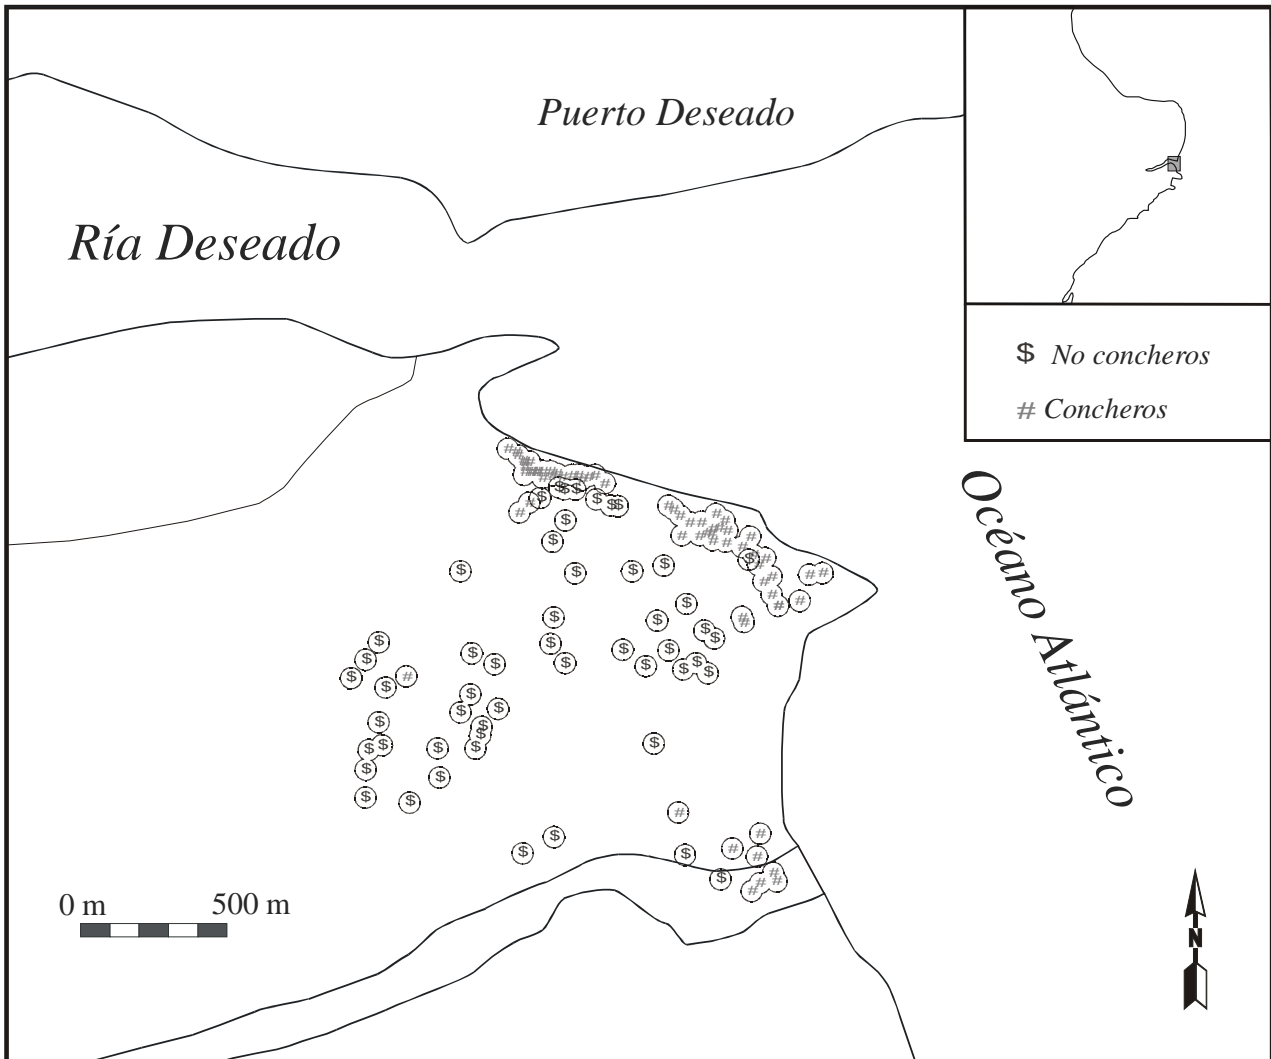 Puerto Deseado
Ría Deseado
$ No concheros
# Concheros
Océano Atlántico
0 m 500 m
N